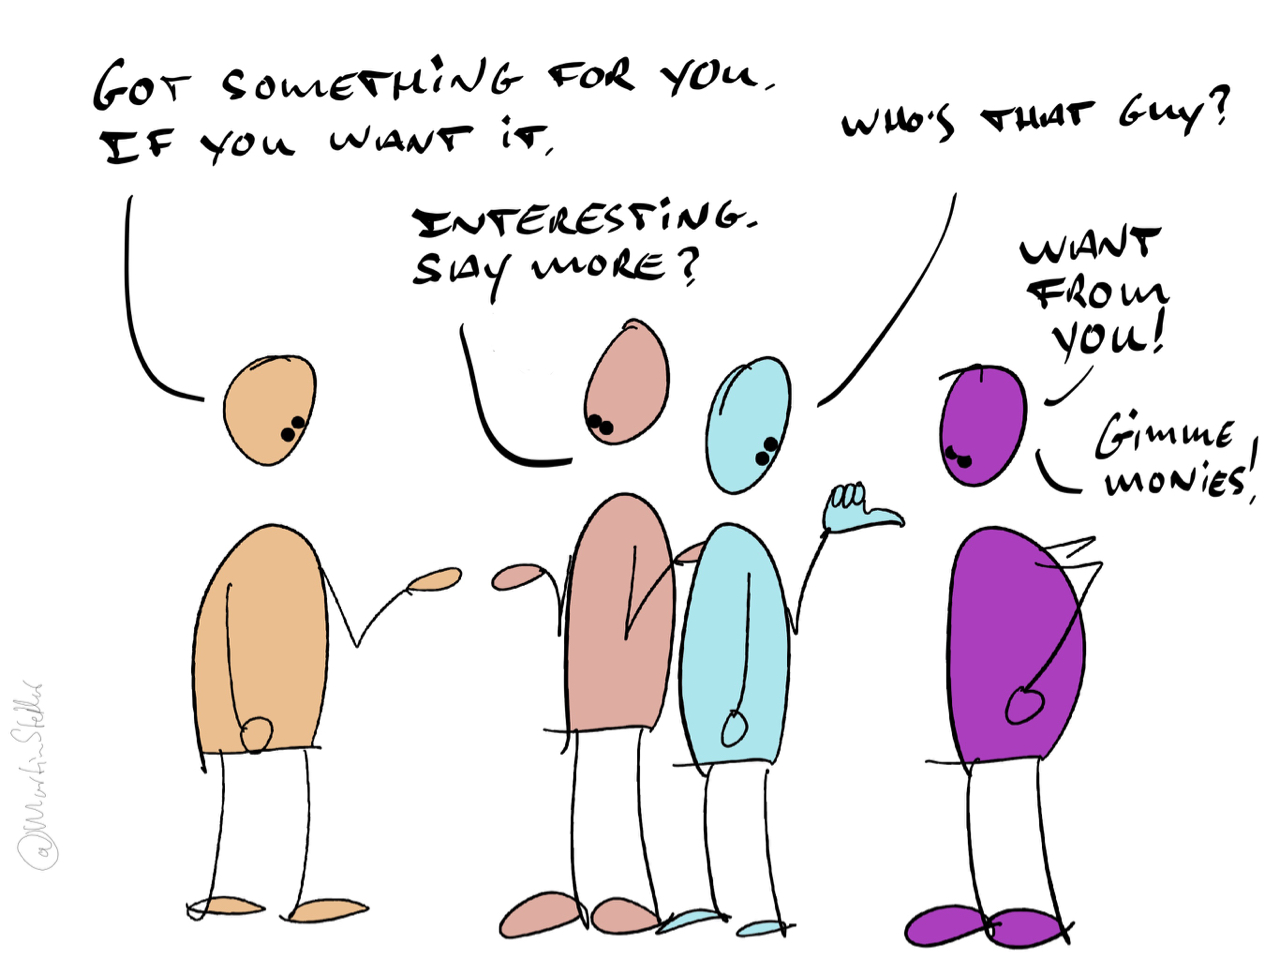 GOT SOMETHING FOR YOU.
IF YOU WANT IT.
WHO'S THAT GUY?
INTERESTING.
SAY MORE?
WANT
FROM
YOU!
GIMME
MONIES!
@MartinStellar